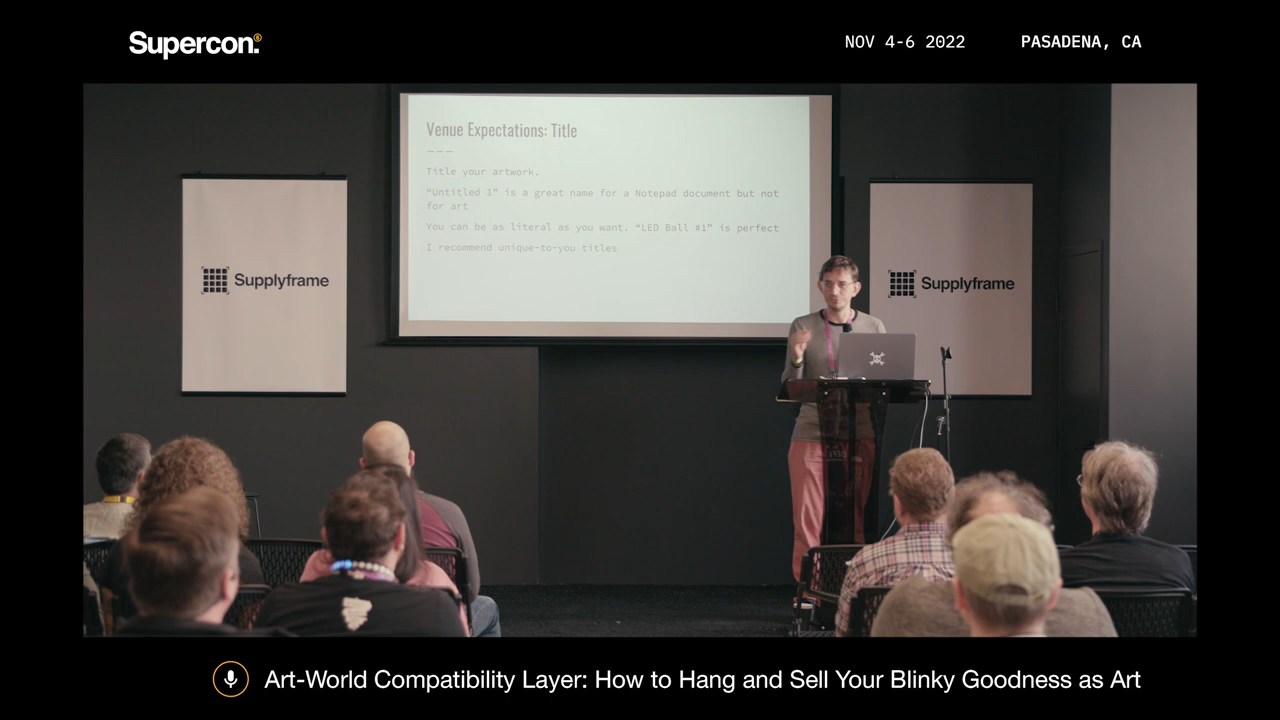 Supercon.6
NOV 4-6 2022
PASADENA, CA
Venue Expectations: Title
———
Title your artwork.
“Untitled 1” is a great name for a Notepad document but not
for art
You can be as literal as you want. “LED Ball #1” is perfect
I recommend unique-to-you titles
Supplyframe
Supplyframe
Art-World Compatibility Layer: How to Hang and Sell Your Blinky Goodness as Art